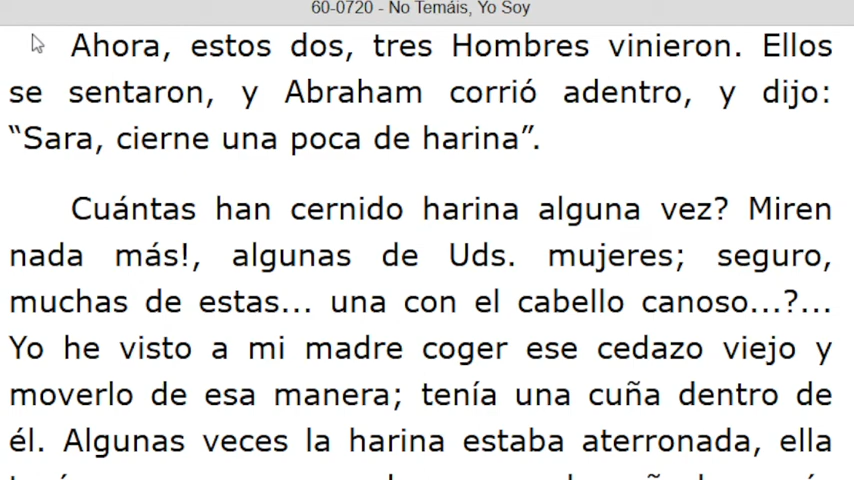 60-0720 - No Temáis, Yo Soy
Ahora, estos dos, tres Hombres vinieron. Ellos
se sentaron, y Abraham corrió adentro, y dijo:
“Sara, cierne una poca de harina”.
Cuántas han cernido harina alguna vez? Miren
nada más!, algunas de Uds. mujeres; seguro,
muchas de estas... una con el cabello canoso...?...
Yo he visto a mi madre coger ese cedazo viejo y
moverlo de esa manera; tenía una cuña dentro de
él. Algunas veces la harina estaba aterronada, ella